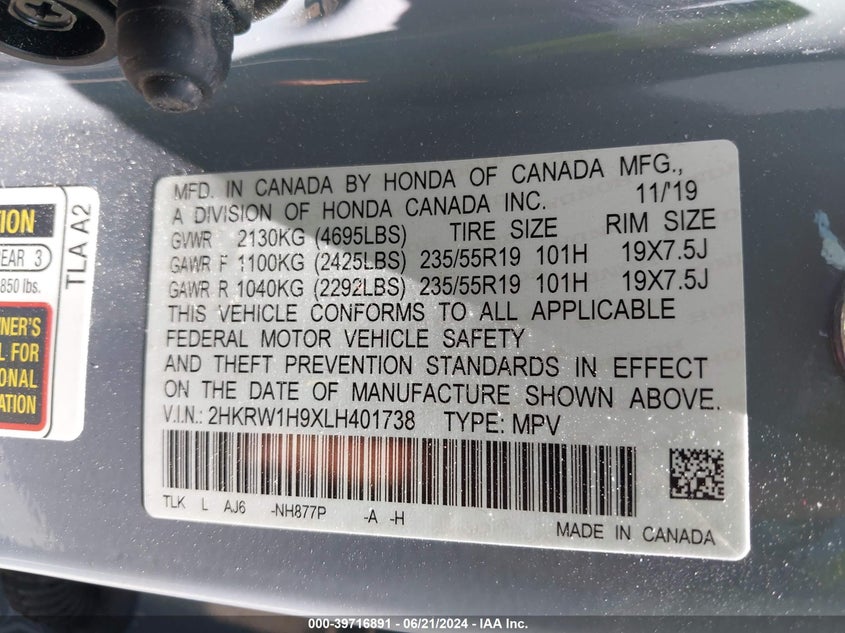 MFD. IN CANADA BY HONDA OF CANADA MFG.,
A DIVISION OF HONDA CANADA INC. 11/'19
GVWR 2130KG (4695LBS) TIRE SIZE RIM SIZE
GAWR F 1100KG (2425LBS) 235/55R19 101H 19X7.5J
GAWR R 1040KG (2292LBS) 235/55R19 101H 19X7.5J
THIS VEHICLE CONFORMS TO ALL APPLICABLE
FEDERAL MOTOR VEHICLE SAFETY
AND THEFT PREVENTION STANDARDS IN EFFECT
ON THE DATE OF MANUFACTURE SHOWN ABOVE.
V.I.N.: 2HKRW1H9XLH401738 TYPE: MPV
TLK L AJ6 -NH877P -A -H
MADE IN CANADA
TLA A2
EAR 3
850 lbs.
NER'S
FOR
ONAL
ATION
000-39716891 - 06/21/2024 - IAA Inc.